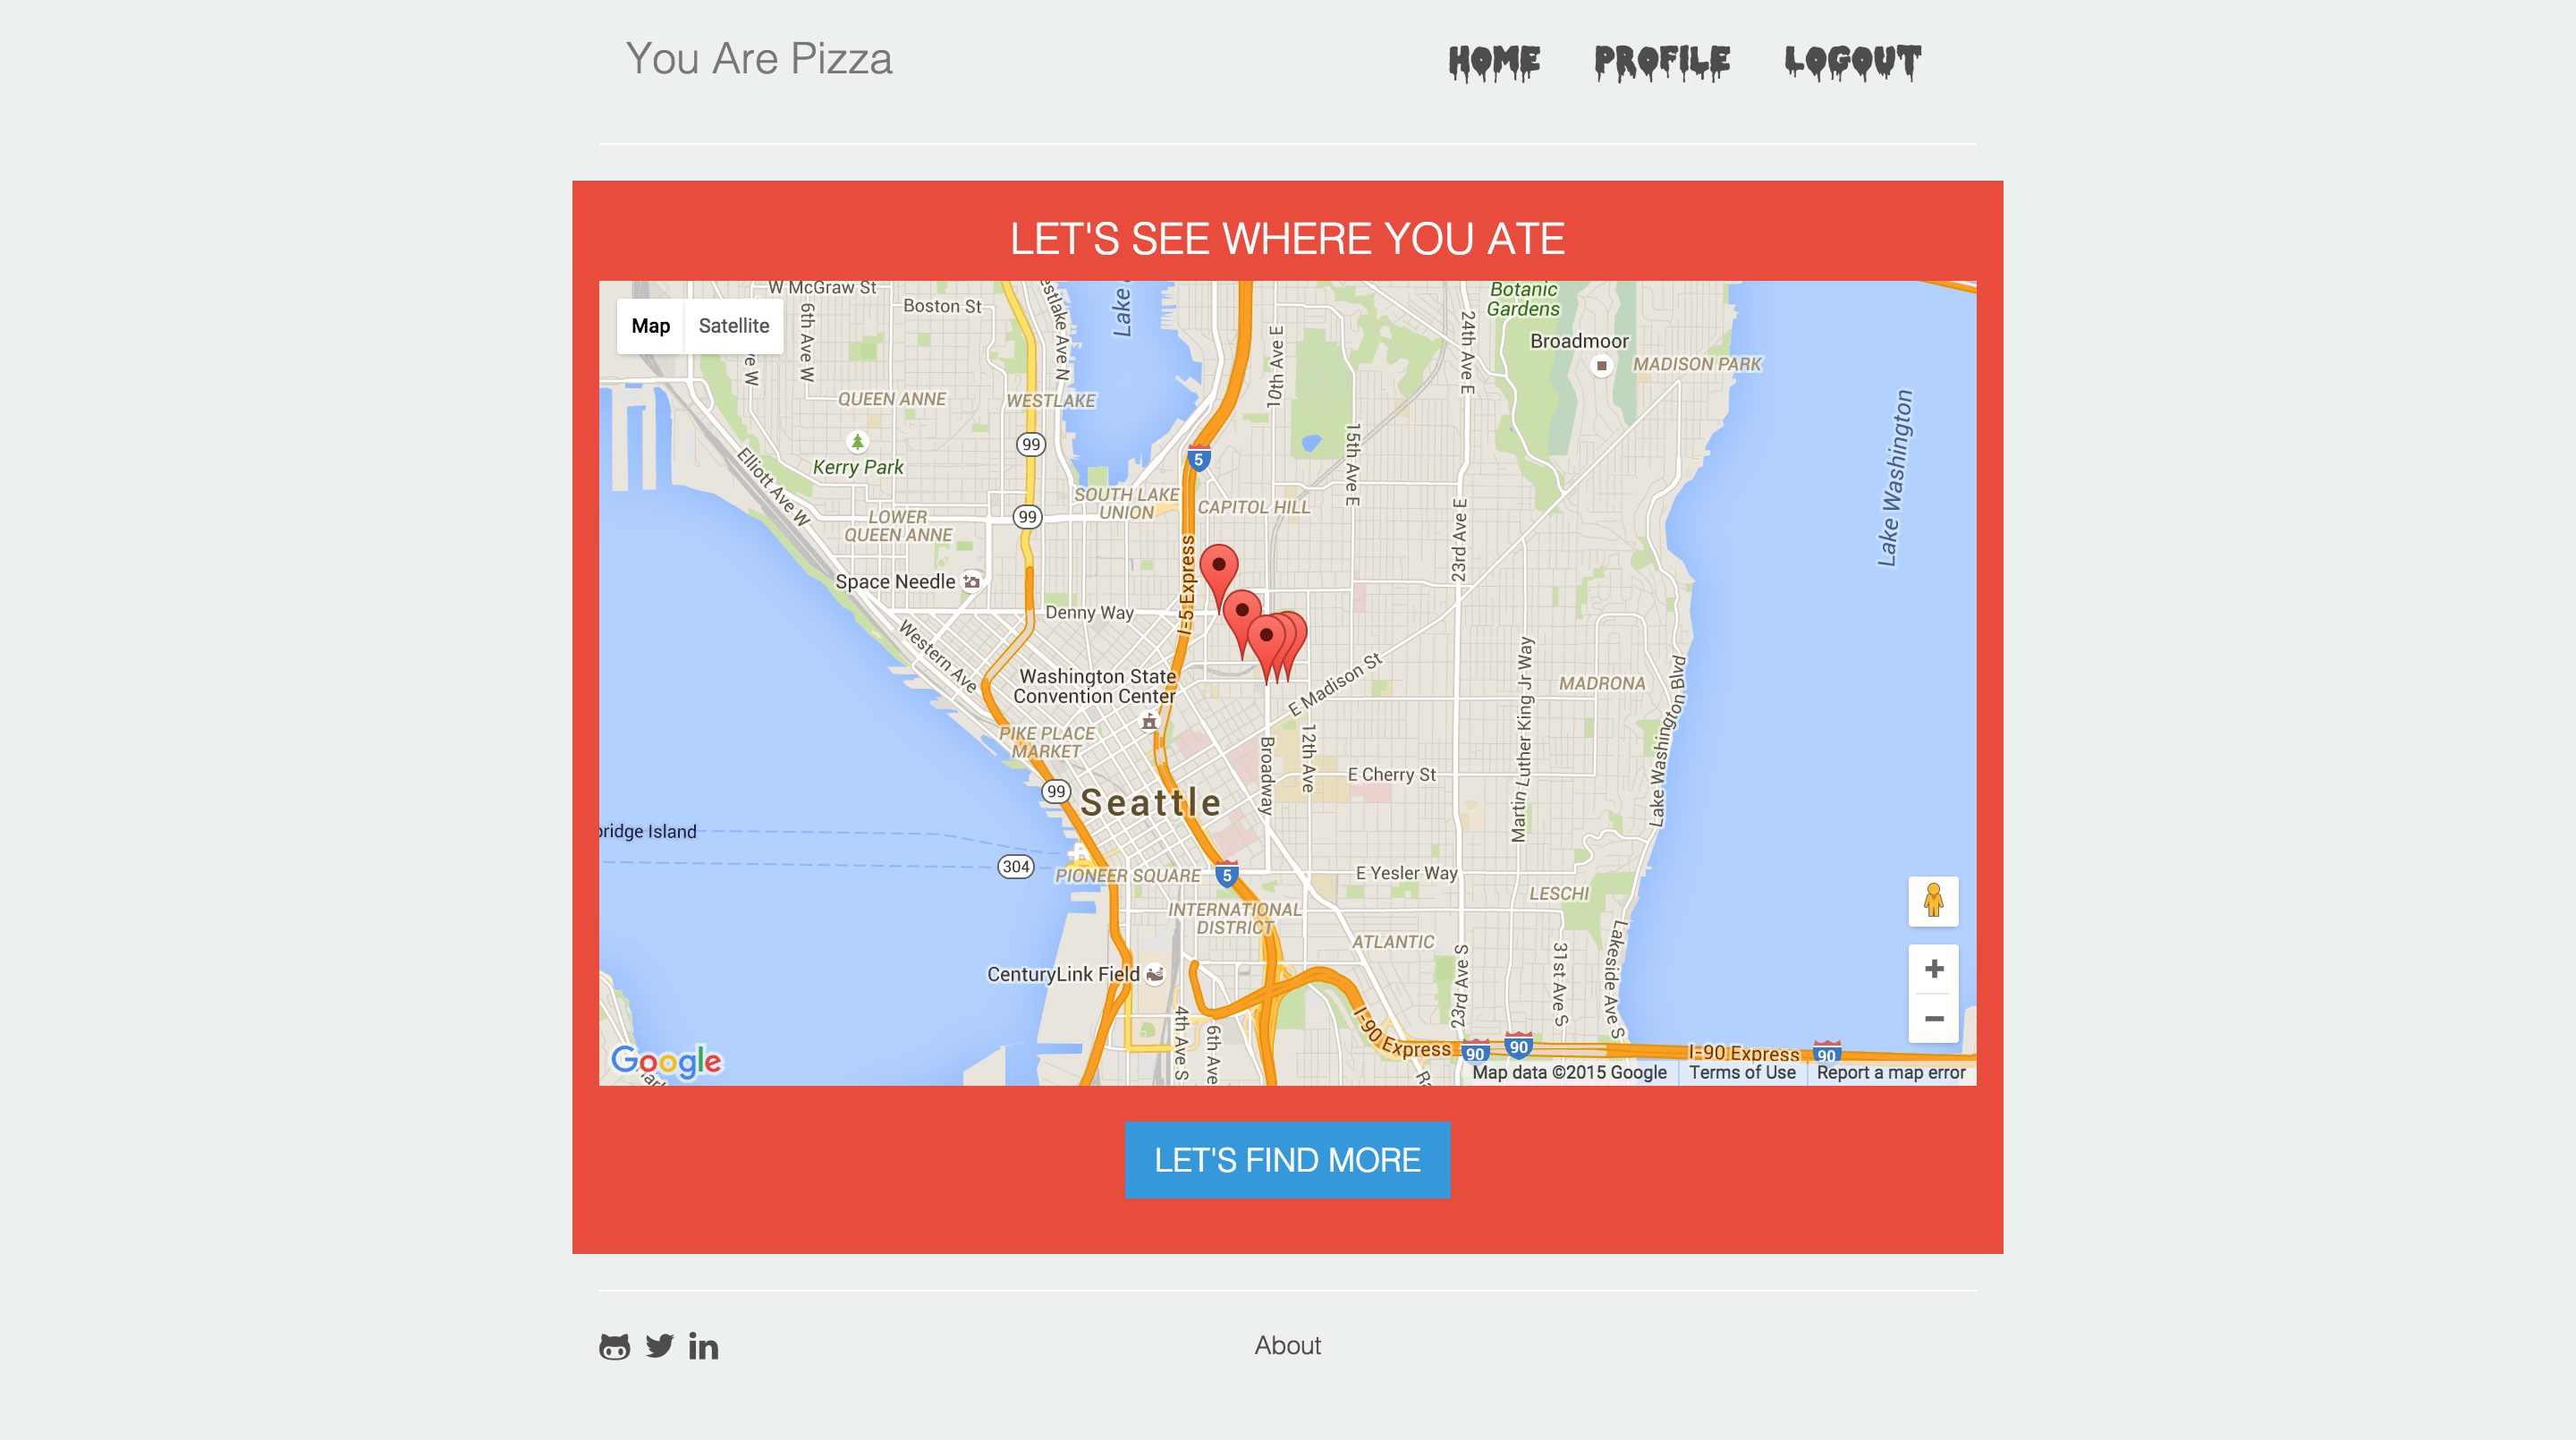 You Are Pizza
HOME PROFILE LOGOUT
LET'S SEE WHERE YOU ATE
Map Satellite
W McGraw St
Boston St
6th Ave W
Westlake Ave N
Lake
10th Ave E
24th Ave E
Botanic
Gardens
Broadmoor
MADISON PARK
QUEEN ANNE
WESTLAKE
99
Kerry Park
5
15th Ave E
Lake Washington
Elliott Ave W
SOUTH LAKE
UNION
CAPITOL HILL
LOWER
QUEEN ANNE
99
23rd Ave E
Space Needle
I-5 Express
Denny Way
Western Ave
Washington State
Convention Center
E Madison St
MADRONA
Martin Luther King Jr Way
Lake Washington Blvd
PIKE PLACE
MARKET
Broadway
12th Ave
E Cherry St
99
Seattle
bridge Island
304
PIONEER SQUARE
5
E Yesler Way
LESCHI
INTERNATIONAL
DISTRICT
ATLANTIC
CenturyLink Field
4th Ave S
6th Ave
23rd Ave S
31st Ave S
Lakeside Ave S
I-90 Express
90
90
I-90 Express
90
Google
Map data ©2015 Google Terms of Use Report a map error
LET'S FIND MORE
About